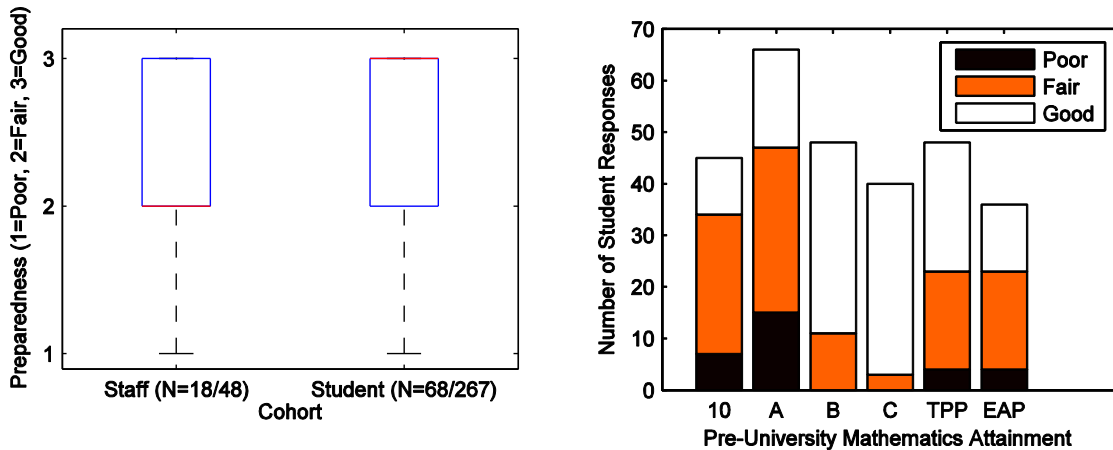 Preparedness (1=Poor, 2=Fair, 3=Good)
3
2
1
Staff (N=18/48)
Student (N=68/267)
Cohort
Number of Student Responses
70
60
50
40
30
20
10
0
Poor
Fair
Good
10
A
B
C
TPP
EAP
Pre-University Mathematics Attainment